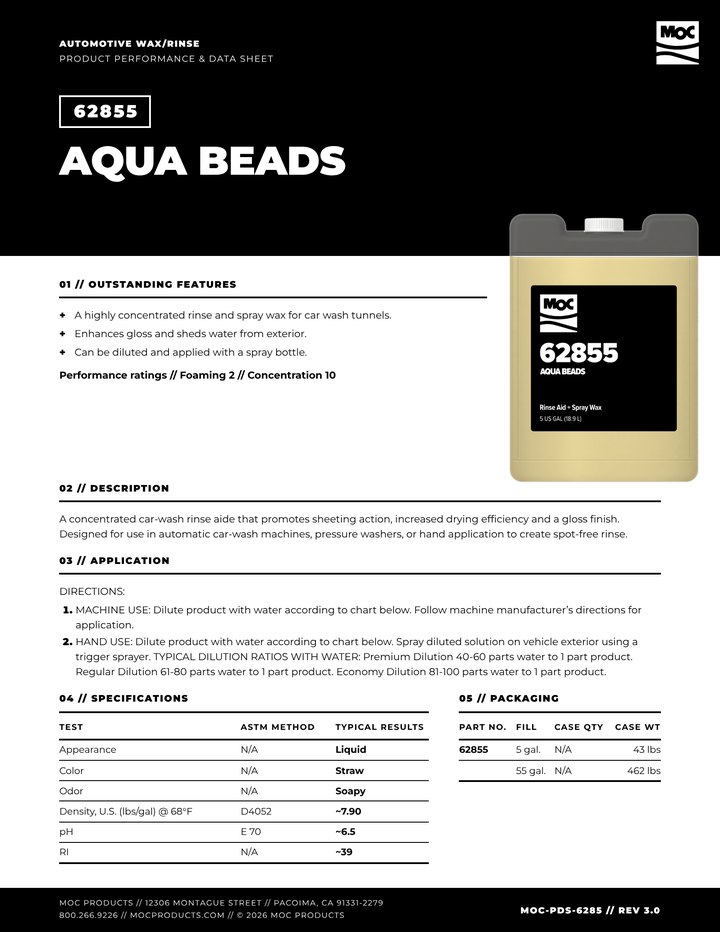 AUTOMOTIVE WAX/RINSE
PRODUCT PERFORMANCE & DATA SHEET
MOC
62855
AQUA BEADS
01 // OUTSTANDING FEATURES
+ A highly concentrated rinse and spray wax for car wash tunnels.
+ Enhances gloss and sheds water from exterior.
+ Can be diluted and applied with a spray bottle.
Performance ratings // Foaming 2 // Concentration 10
MOC
62855
AQUA BEADS
Rinse Aid + Spray Wax
5 US GAL (18.9 L)
02 // DESCRIPTION
A concentrated car-wash rinse aide that promotes sheeting action, increased drying efficiency and a gloss finish.
Designed for use in automatic car-wash machines, pressure washers, or hand application to create spot-free rinse.
03 // APPLICATION
DIRECTIONS:
1. MACHINE USE: Dilute product with water according to chart below. Follow machine manufacturer's directions for
application.
2. HAND USE: Dilute product with water according to chart below. Spray diluted solution on vehicle exterior using a
trigger sprayer. TYPICAL DILUTION RATIOS WITH WATER: Premium Dilution 40-60 parts water to 1 part product.
Regular Dilution 61-80 parts water to 1 part product. Economy Dilution 81-100 parts water to 1 part product.
04 // SPECIFICATIONS
TEST ASTM METHOD TYPICAL RESULTS
Appearance N/A Liquid
Color N/A Straw
Odor N/A Soapy
Density, U.S. (lbs/gal) @ 68°F D4052 ~7.90
pH E 70 ~6.5
RI N/A ~39
05 // PACKAGING
PART NO. FILL CASE QTY CASE WT
62855 5 gal. N/A 43 lbs
55 gal. N/A 462 lbs
MOC PRODUCTS // 12306 MONTAGUE STREET // PACOIMA, CA 91331-2279
800.266.9226 // MOCPRODUCTS.COM // © 2026 MOC PRODUCTS
MOC-PDS-6285 // REV 3.0